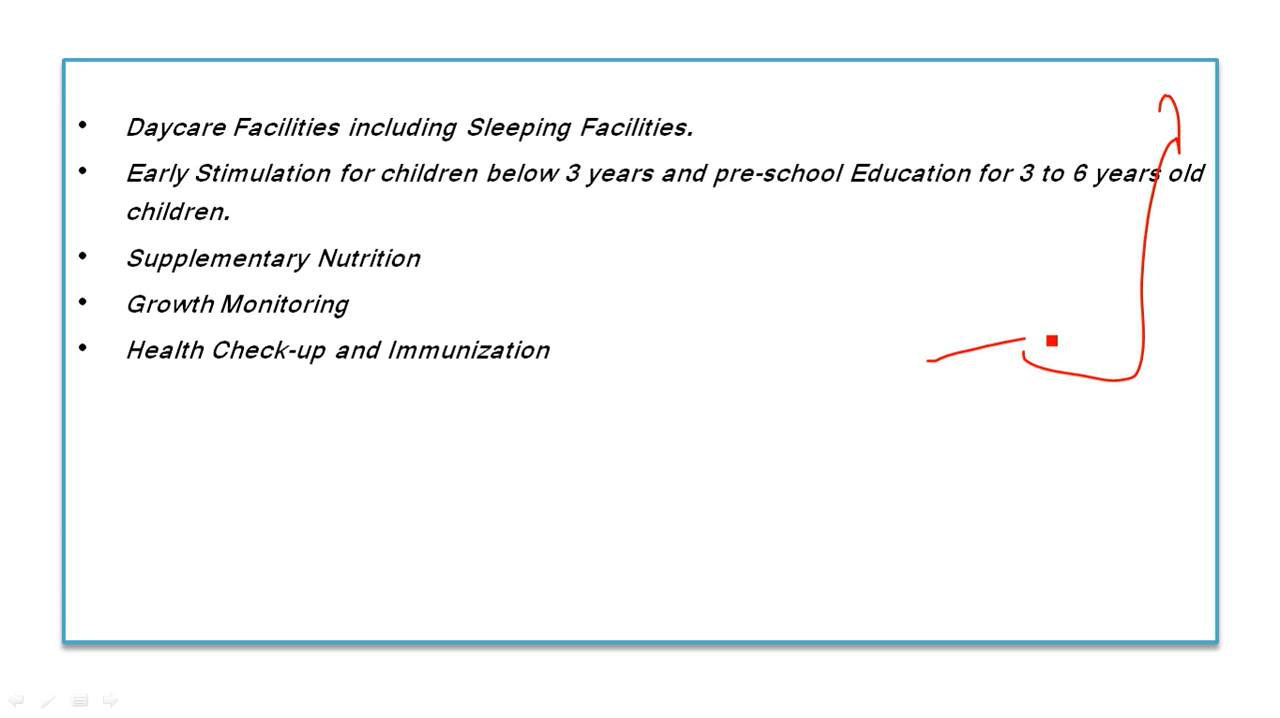 • Daycare Facilities including Sleeping Facilities.
• Early Stimulation for children below 3 years and pre-school Education for 3 to 6 years old
children.
• Supplementary Nutrition
• Growth Monitoring
• Health Check-up and Immunization